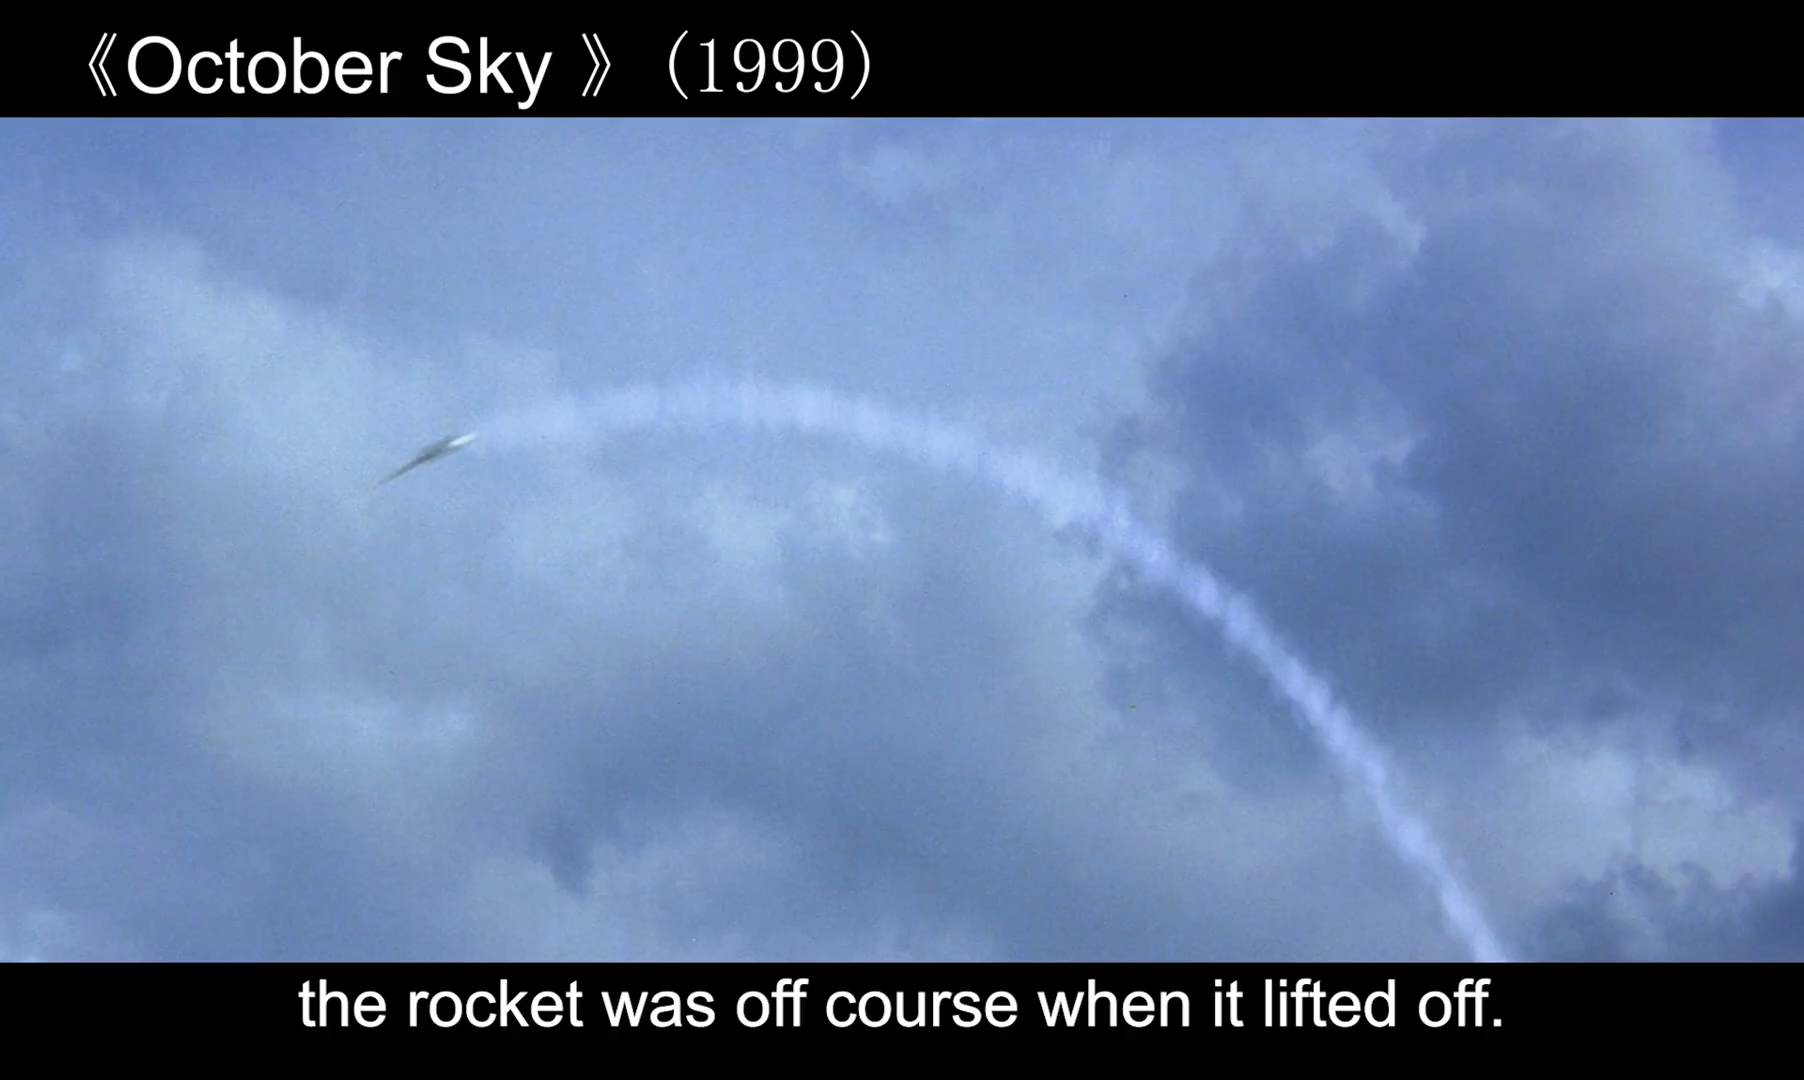 《October Sky 》 (1999)
the rocket was off course when it lifted off.